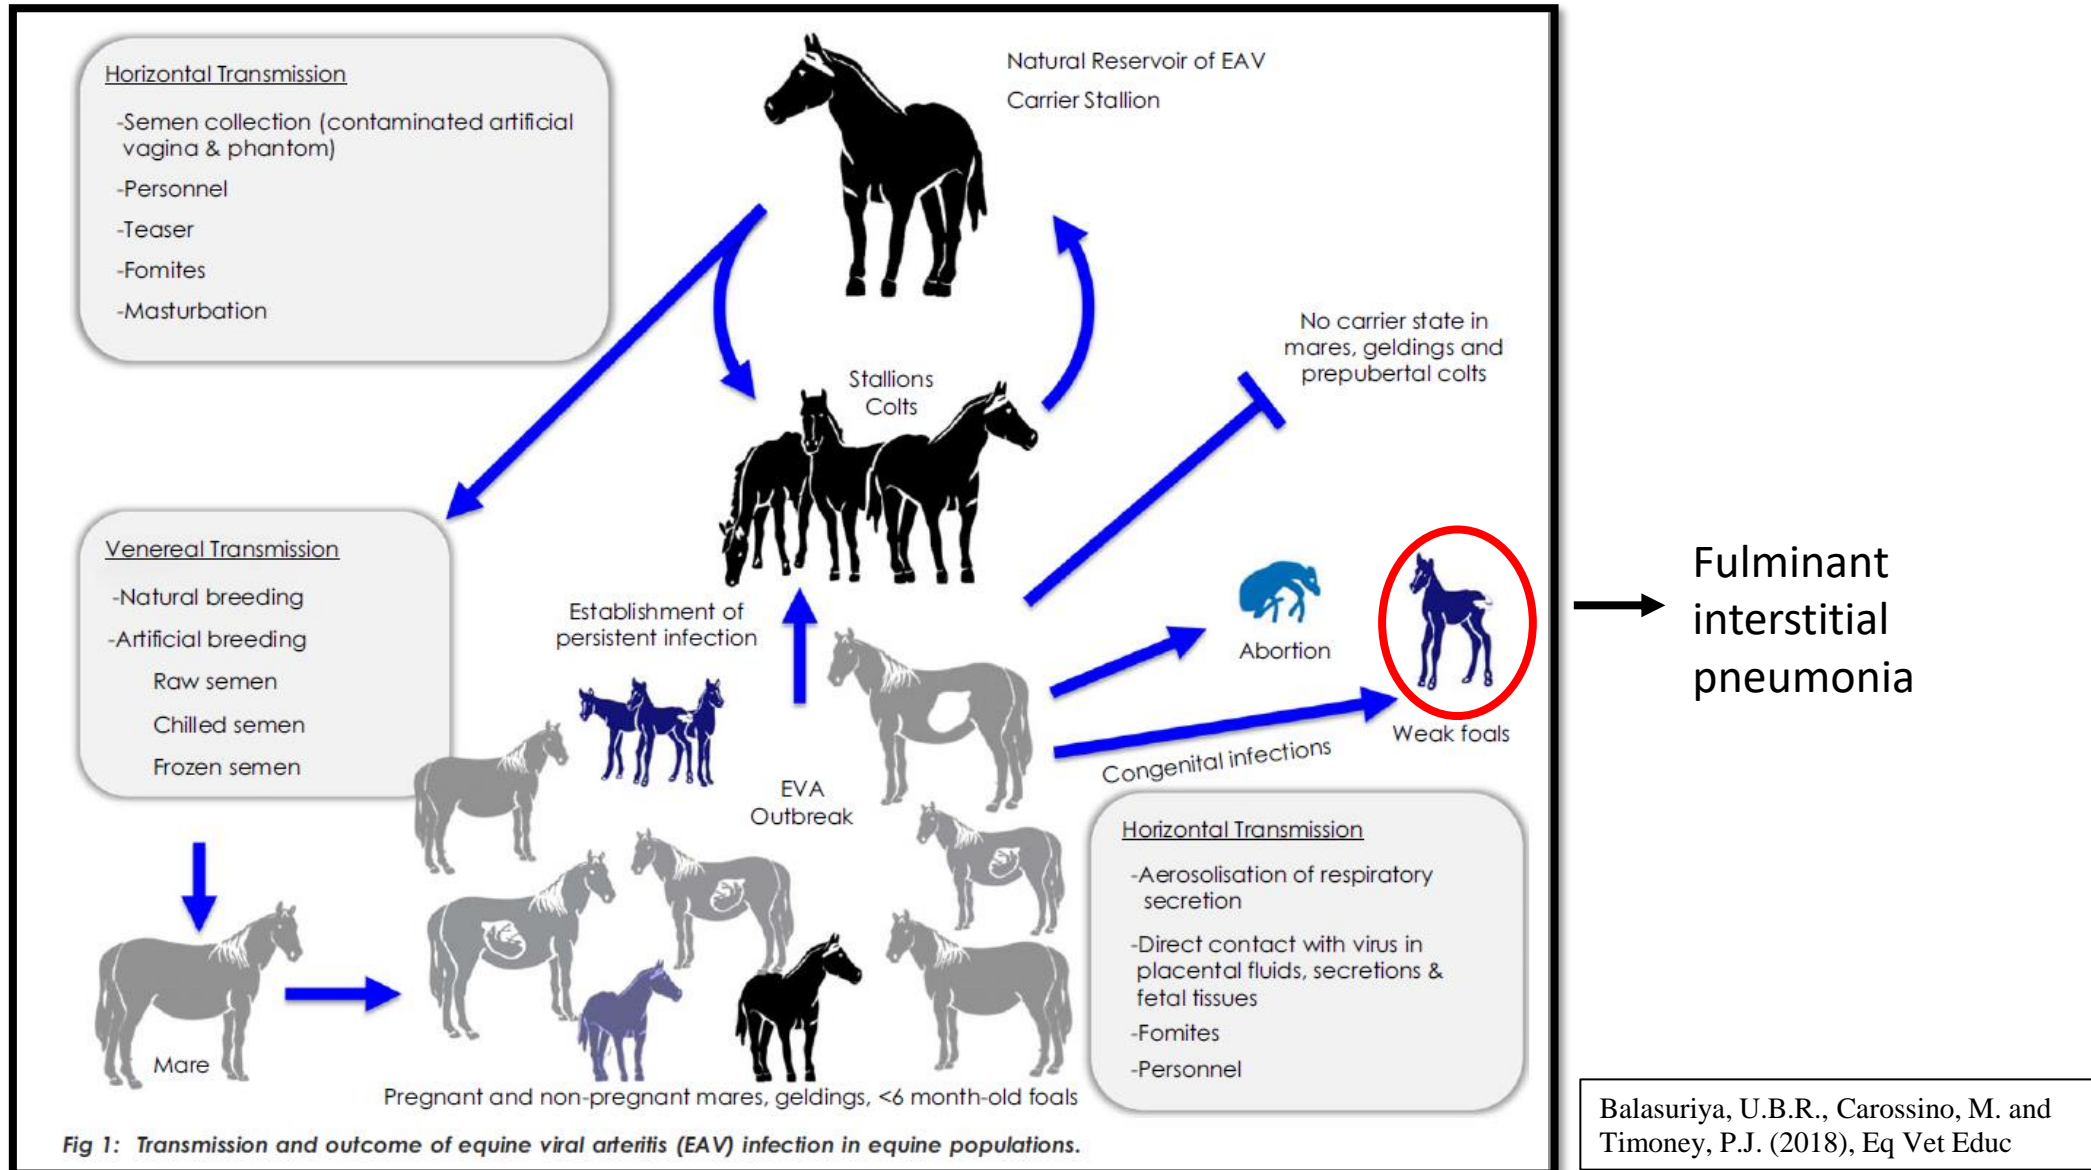 Horizontal Transmission
-Semen collection (contaminated artificial
vagina & phantom)
-Personnel
-Teaser
-Fomites
-Masturbation
Natural Reservoir of EAV
Carrier Stallion
No carrier state in
mares, geldings and
prepubertal colts
Stallions
Colts
Venereal Transmission
-Natural breeding
-Artificial breeding
Raw semen
Chilled semen
Frozen semen
Establishment of
persistent infection
Abortion
Weak foals
Congenital infections
Fulminant
interstitial
pneumonia
EVA
Outbreak
Horizontal Transmission
-Aerosolisation of respiratory
secretion
-Direct contact with virus in
placental fluids, secretions &
fetal tissues
-Fomites
-Personnel
Mare
Pregnant and non-pregnant mares, geldings, <6 month-old foals
Fig 1: Transmission and outcome of equine viral arteritis (EAV) infection in equine populations.
Balasuriya, U.B.R., Carossino, M. and
Timoney, P.J. (2018), Eq Vet Educ